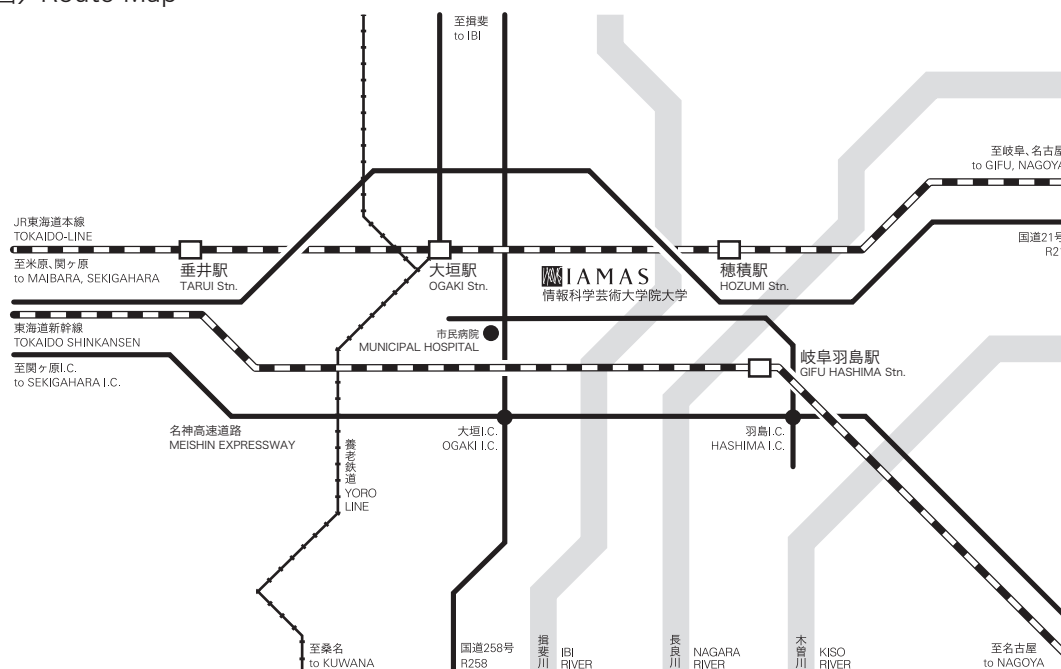 図) Route Map
至揖斐
to IBI
至岐阜、名古屋
to GIFU, NAGOYA
JR東海道本線
TOKAIDO-LINE
至米原、関ヶ原
to MAIBARA, SEKIGAHARA
垂井駅
TARUI Stn.
大垣駅
OGAKI Stn.
IAMAS
情報科学芸術大学院大学
穂積駅
HOZUMI Stn.
国道21号
R21
東海道新幹線
TOKAIDO SHINKANSEN
至関ヶ原I.C.
to SEKIGAHARA I.C.
市民病院
MUNICIPAL HOSPITAL
岐阜羽島駅
GIFU HASHIMA Stn.
名神高速道路
MEISHIN EXPRESSWAY
大垣I.C.
OGAKI I.C.
羽島I.C.
HASHIMA I.C.
養老鉄道
YORO
LINE
至桑名
to KUWANA
国道258号
R258
揖斐川
IBI
RIVER
長良川
NAGARA
RIVER
木曽川
KISO
RIVER
至名古屋
to NAGOYA